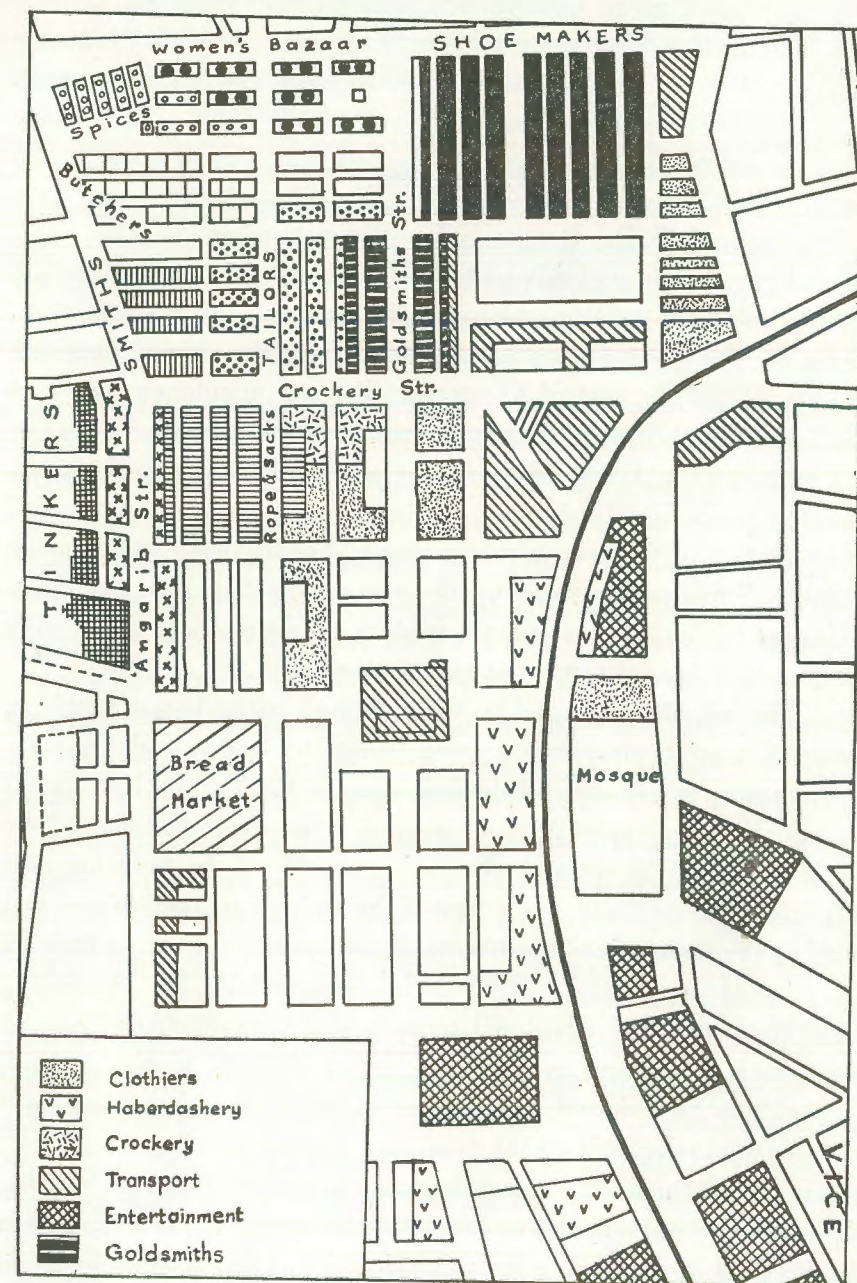 Women's Bazaar
SHOE MAKERS
Spices
Butchers
SMITHS
TAILORS
Goldsmiths Str.
Crockery Str.
TINKERS
Angarib Str.
Rope & Sacks
Bread
Market
Mosque
VICE
Clothiers
Haberdashery
Crockery
Transport
Entertainment
Goldsmiths